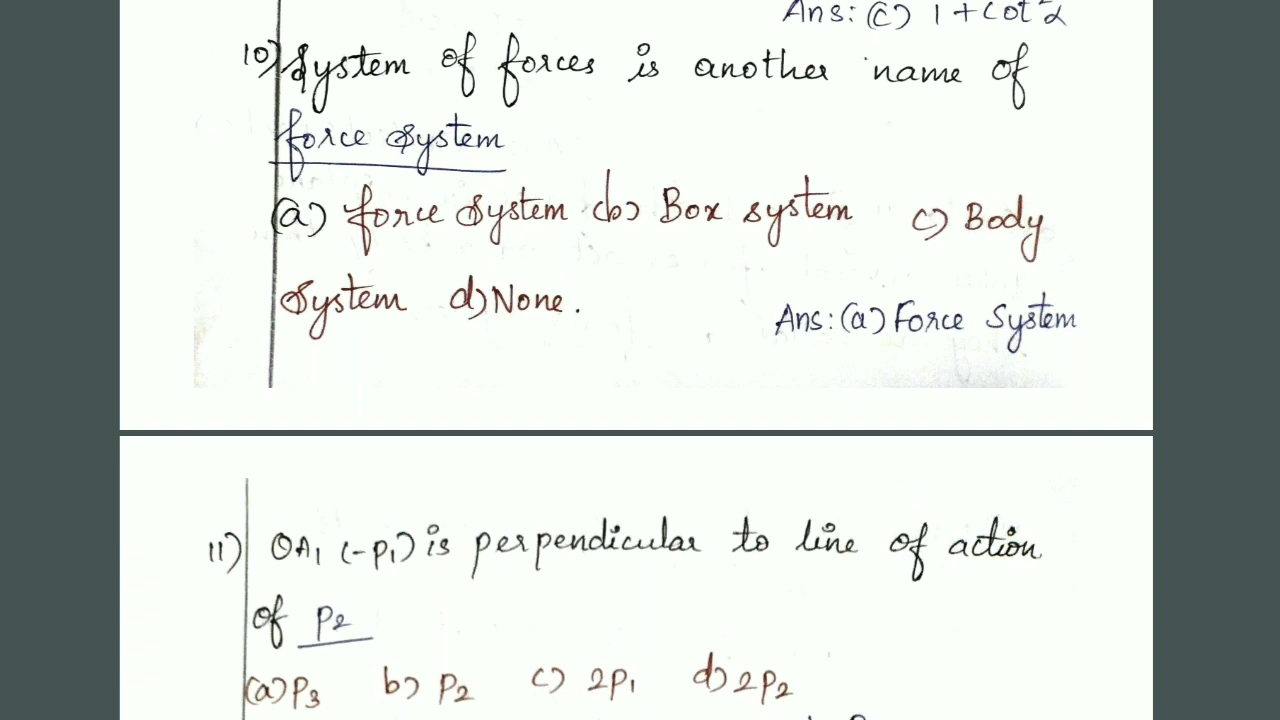 Ans: (C) 1 + cot²α
10) System of forces is another name of
force system
(a) force system (b) Box system c) Body
system d) None.
Ans: (a) Force System
11) OA₁ (-P₁) is perpendicular to line of action
of P₂
(a) P₃ b) P₂ c) 2P₁ d) 2P₂